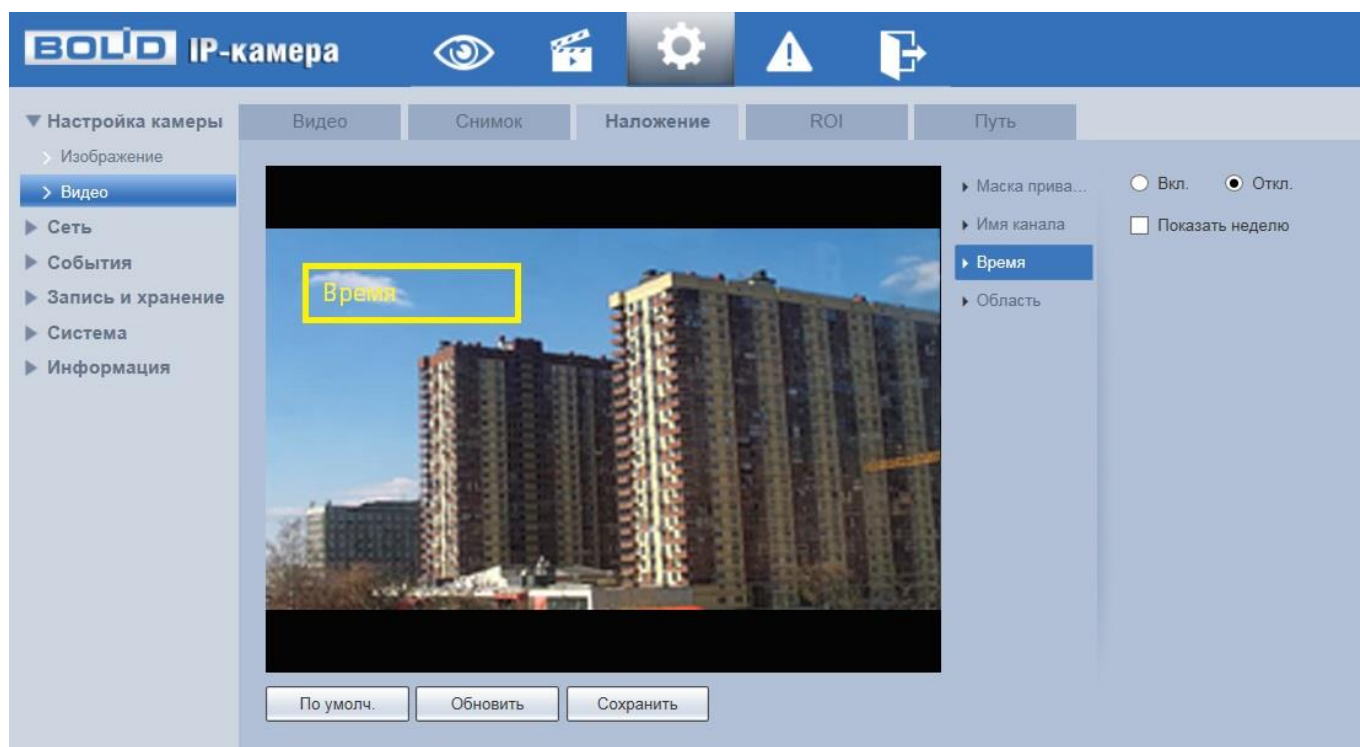 BOLID IP-камера
Настройка камеры
Изображение
Видео
Сеть
События
Запись и хранение
Система
Информация
Видео Снимок Наложение ROI Путь
Время
Маска прива...
Имя канала
Время
Область
Вкл. Откл.
Показать неделю
По умолч. Обновить Сохранить